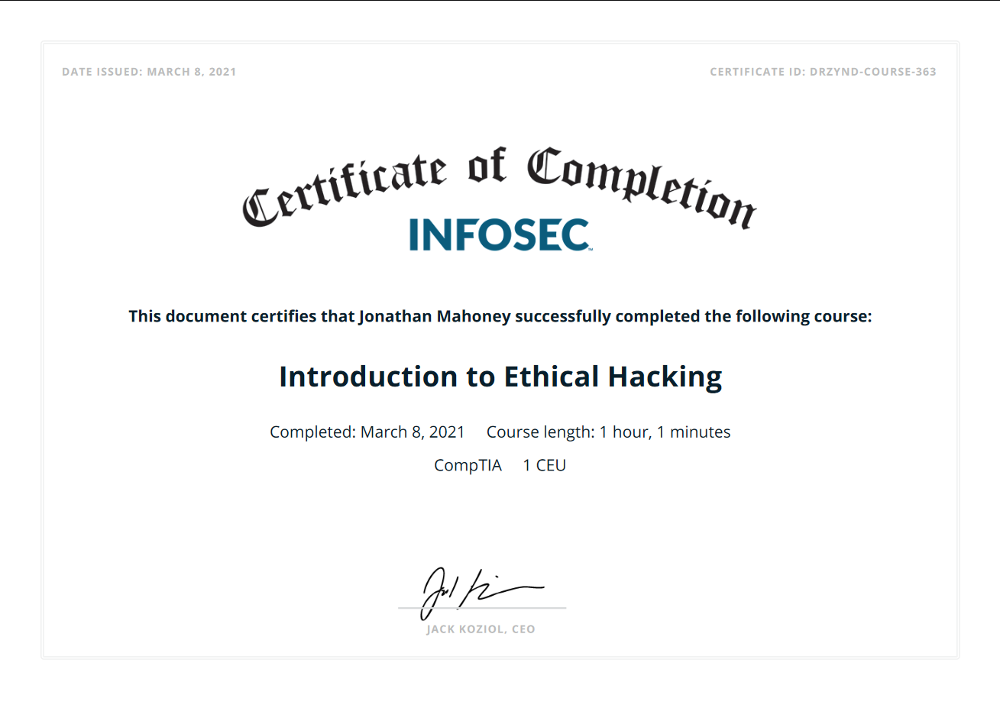 DATE ISSUED: MARCH 8, 2021
CERTIFICATE ID: DRZYND-COURSE-363
Certificate of Completion
INFOSEC™
This document certifies that Jonathan Mahoney successfully completed the following course:
Introduction to Ethical Hacking
Completed: March 8, 2021 Course length: 1 hour, 1 minutes
CompTIA 1 CEU
JACK KOZIOL, CEO